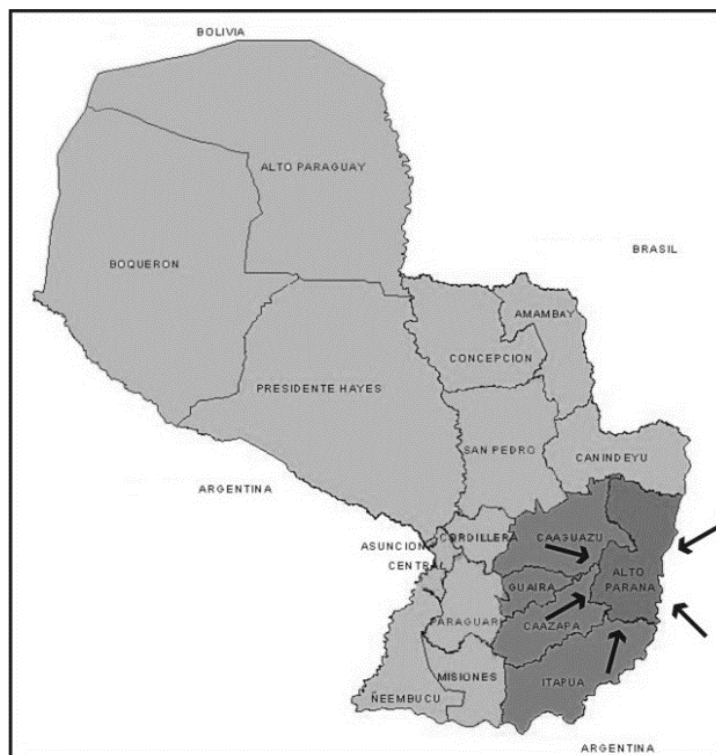 BOLIVIA
ALTO PARAGUAY
BRASIL
BOQUERON
AMAMBAY
CONCEPCION
PRESIDENTE HAYES
SAN PEDRO
CANINDEYU
ARGENTINA
CORDILLERA
CAAGUAZU
ASUNCION
CENTRAL
ALTO
PARANA
GUAIRA
PARAGUARI
CAAZAPA
MISIONES
ITAPUA
ÑEEMBUCU
ARGENTINA